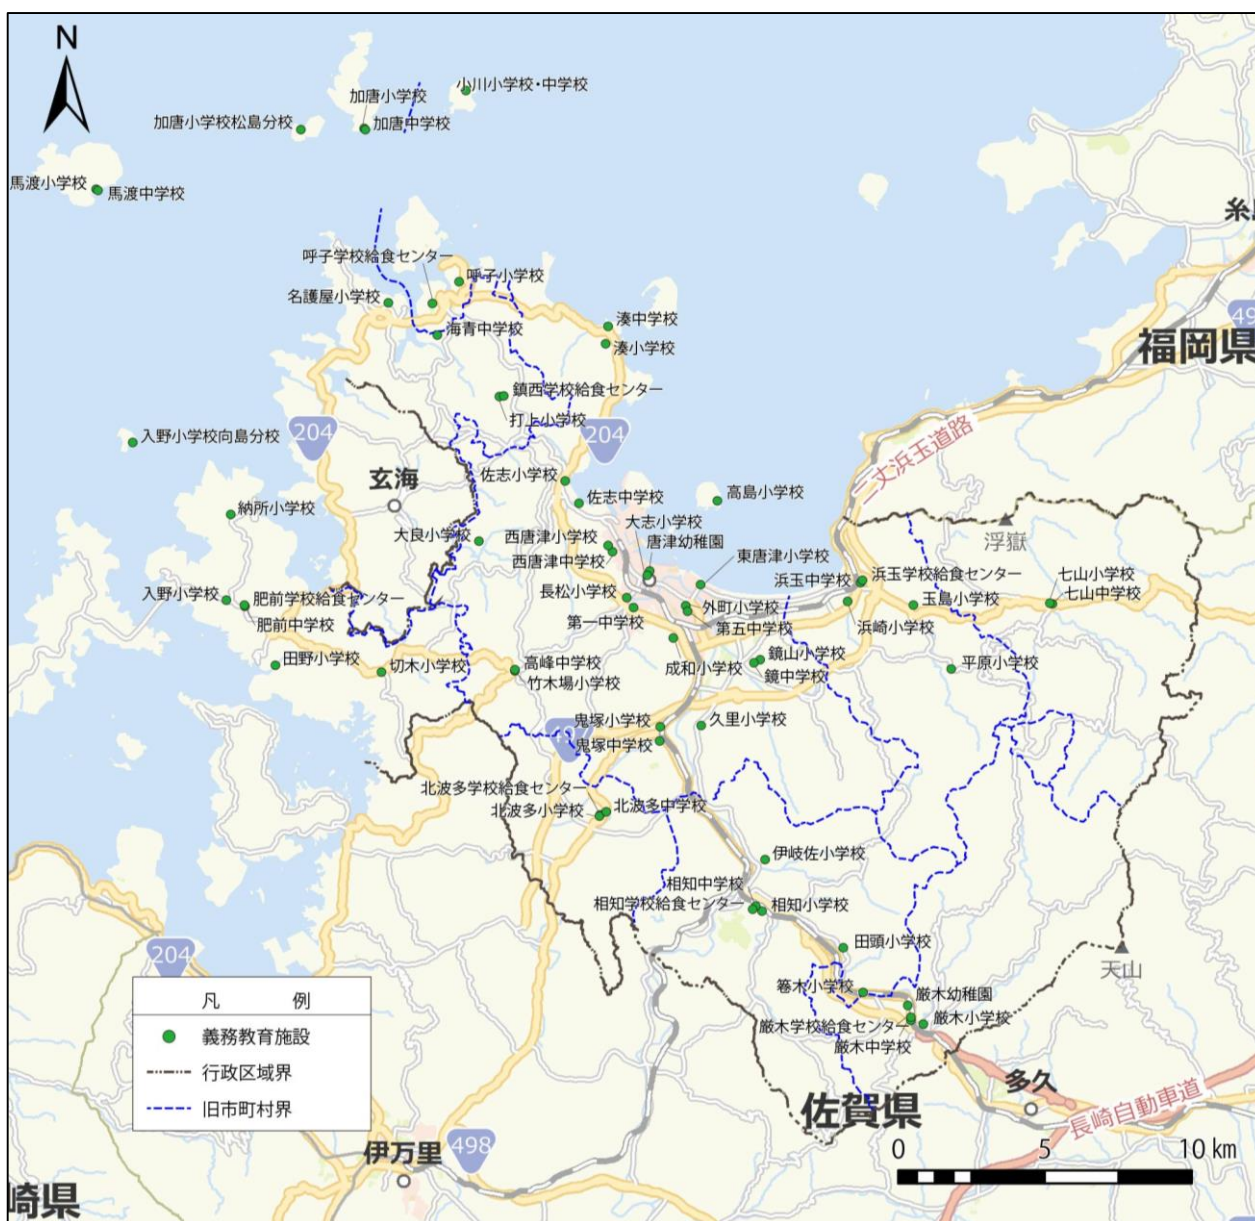 N
小川小学校・中学校
加唐小学校
加唐小学校松島分校
加唐中学校
馬渡小学校
馬渡中学校
糸
呼子学校給食センター
呼子小学校
名護屋小学校
海青中学校
湊中学校
湊小学校
福岡県
鎮西学校給食センター
打上小学校
204
204
入野小学校向島分校
二丈浜玉道路
玄海
佐志小学校
佐志中学校
高島小学校
納所小学校
大志小学校
唐津幼稚園
大良小学校
西唐津小学校
西唐津中学校
東唐津小学校
浮嶽
浜玉中学校
浜玉学校給食センター
七山小学校
七山中学校
入野小学校
肥前学校給食センター
肥前中学校
長松小学校
第一中学校
外町小学校
第五中学校
玉島小学校
浜崎小学校
田野小学校
切木小学校
高峰中学校
竹木場小学校
成和小学校
鏡山小学校
鏡中学校
平原小学校
497
鬼塚小学校
鬼塚中学校
久里小学校
北波多学校給食センター
北波多小学校
北波多中学校
伊岐佐小学校
相知中学校
相知学校給食センター
相知小学校
204
田頭小学校
天山
凡 例
義務教育施設
行政区域界
旧市町村界
箞木小学校
厳木幼稚園
厳木学校給食センター
厳木小学校
厳木中学校
多久
佐賀県
長崎自動車道
伊万里
498
0 5 10 km
崎県